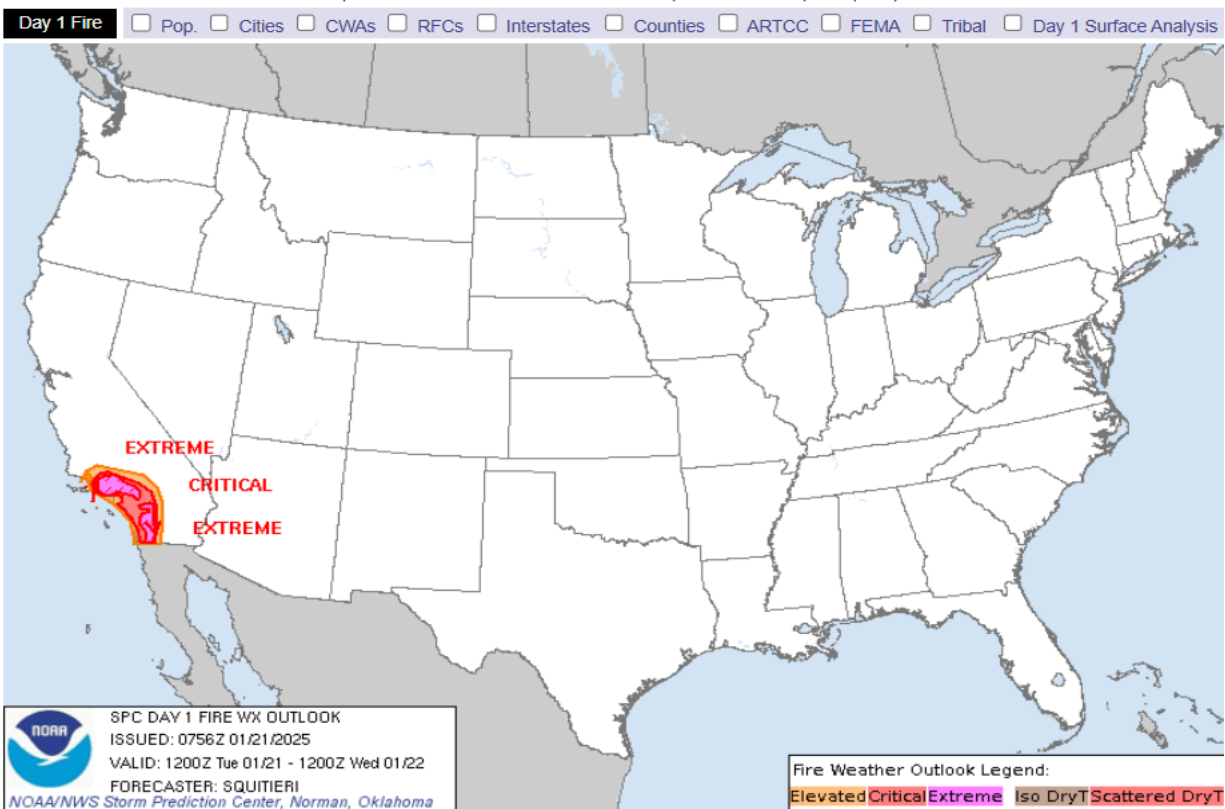 Day 1 Fire Pop. Cities CWAs RFCs Interstates Counties ARTCC FEMA Tribal Day 1 Surface Analysis
EXTREME
CRITICAL
EXTREME
NOAA
SPC DAY 1 FIRE WX OUTLOOK
ISSUED: 0756Z 01/21/2025
VALID: 1200Z Tue 01/21 - 1200Z Wed 01/22
FORECASTER: SQUITIERI
NOAA/NWS Storm Prediction Center, Norman, Oklahoma
Fire Weather Outlook Legend:
Elevated Critical Extreme Iso DryT Scattered DryT